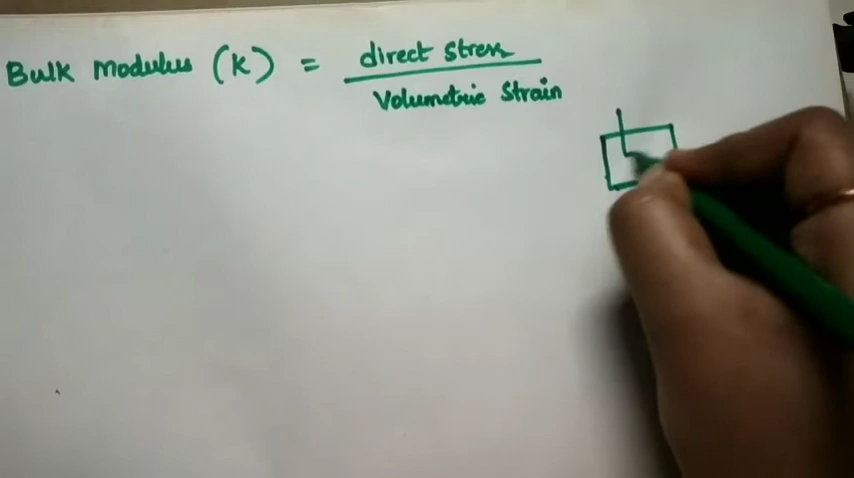 Bulk Modulus (K) = direct stress
Volumetric Strain